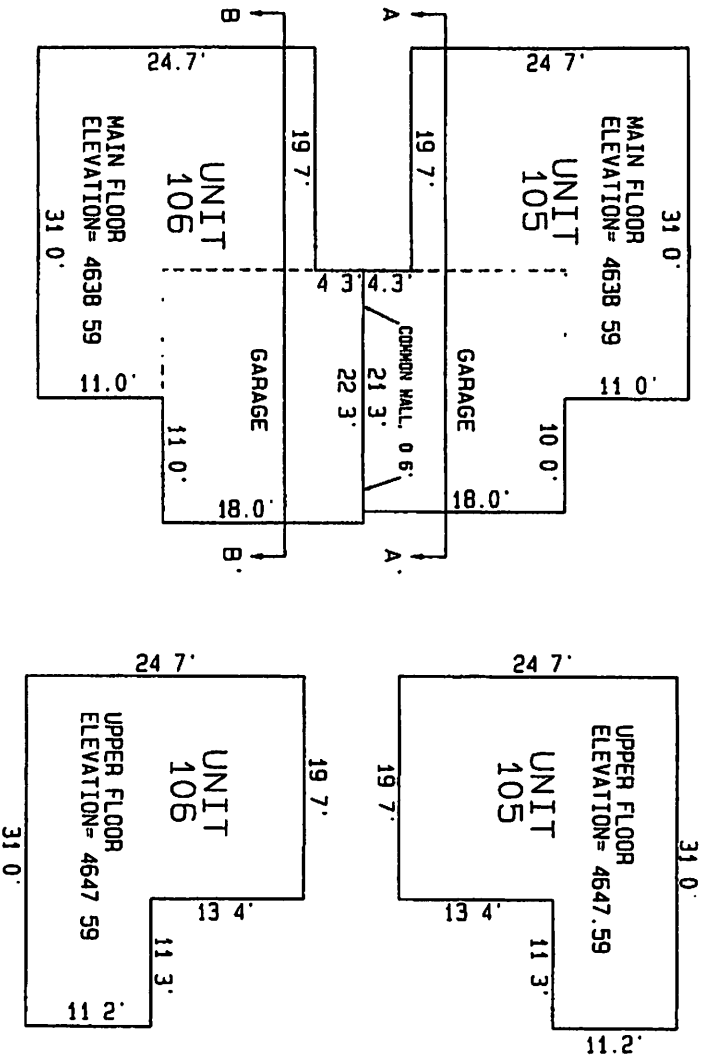 B
A
24.7'
24 7'
MAIN FLOOR
ELEVATION= 4638 59
UNIT
106
19 7'
31 0'
19 7'
UNIT
105
MAIN FLOOR
ELEVATION= 4638 59
31 0'
4 3'
4.3'
COMMON WALL, 0 6'
21 3'
22 3'
GARAGE
GARAGE
11.0'
11 0'
11 0'
10 0'
18.0'
18.0'
B'
A'
24 7'
24 7'
UPPER FLOOR
ELEVATION= 4647 59
UNIT
106
19 7'
31 0'
13 4'
11 3'
11 2'
19 7'
UNIT
105
UPPER FLOOR
ELEVATION= 4647.59
31 0'
13 4'
11 3'
11.2'